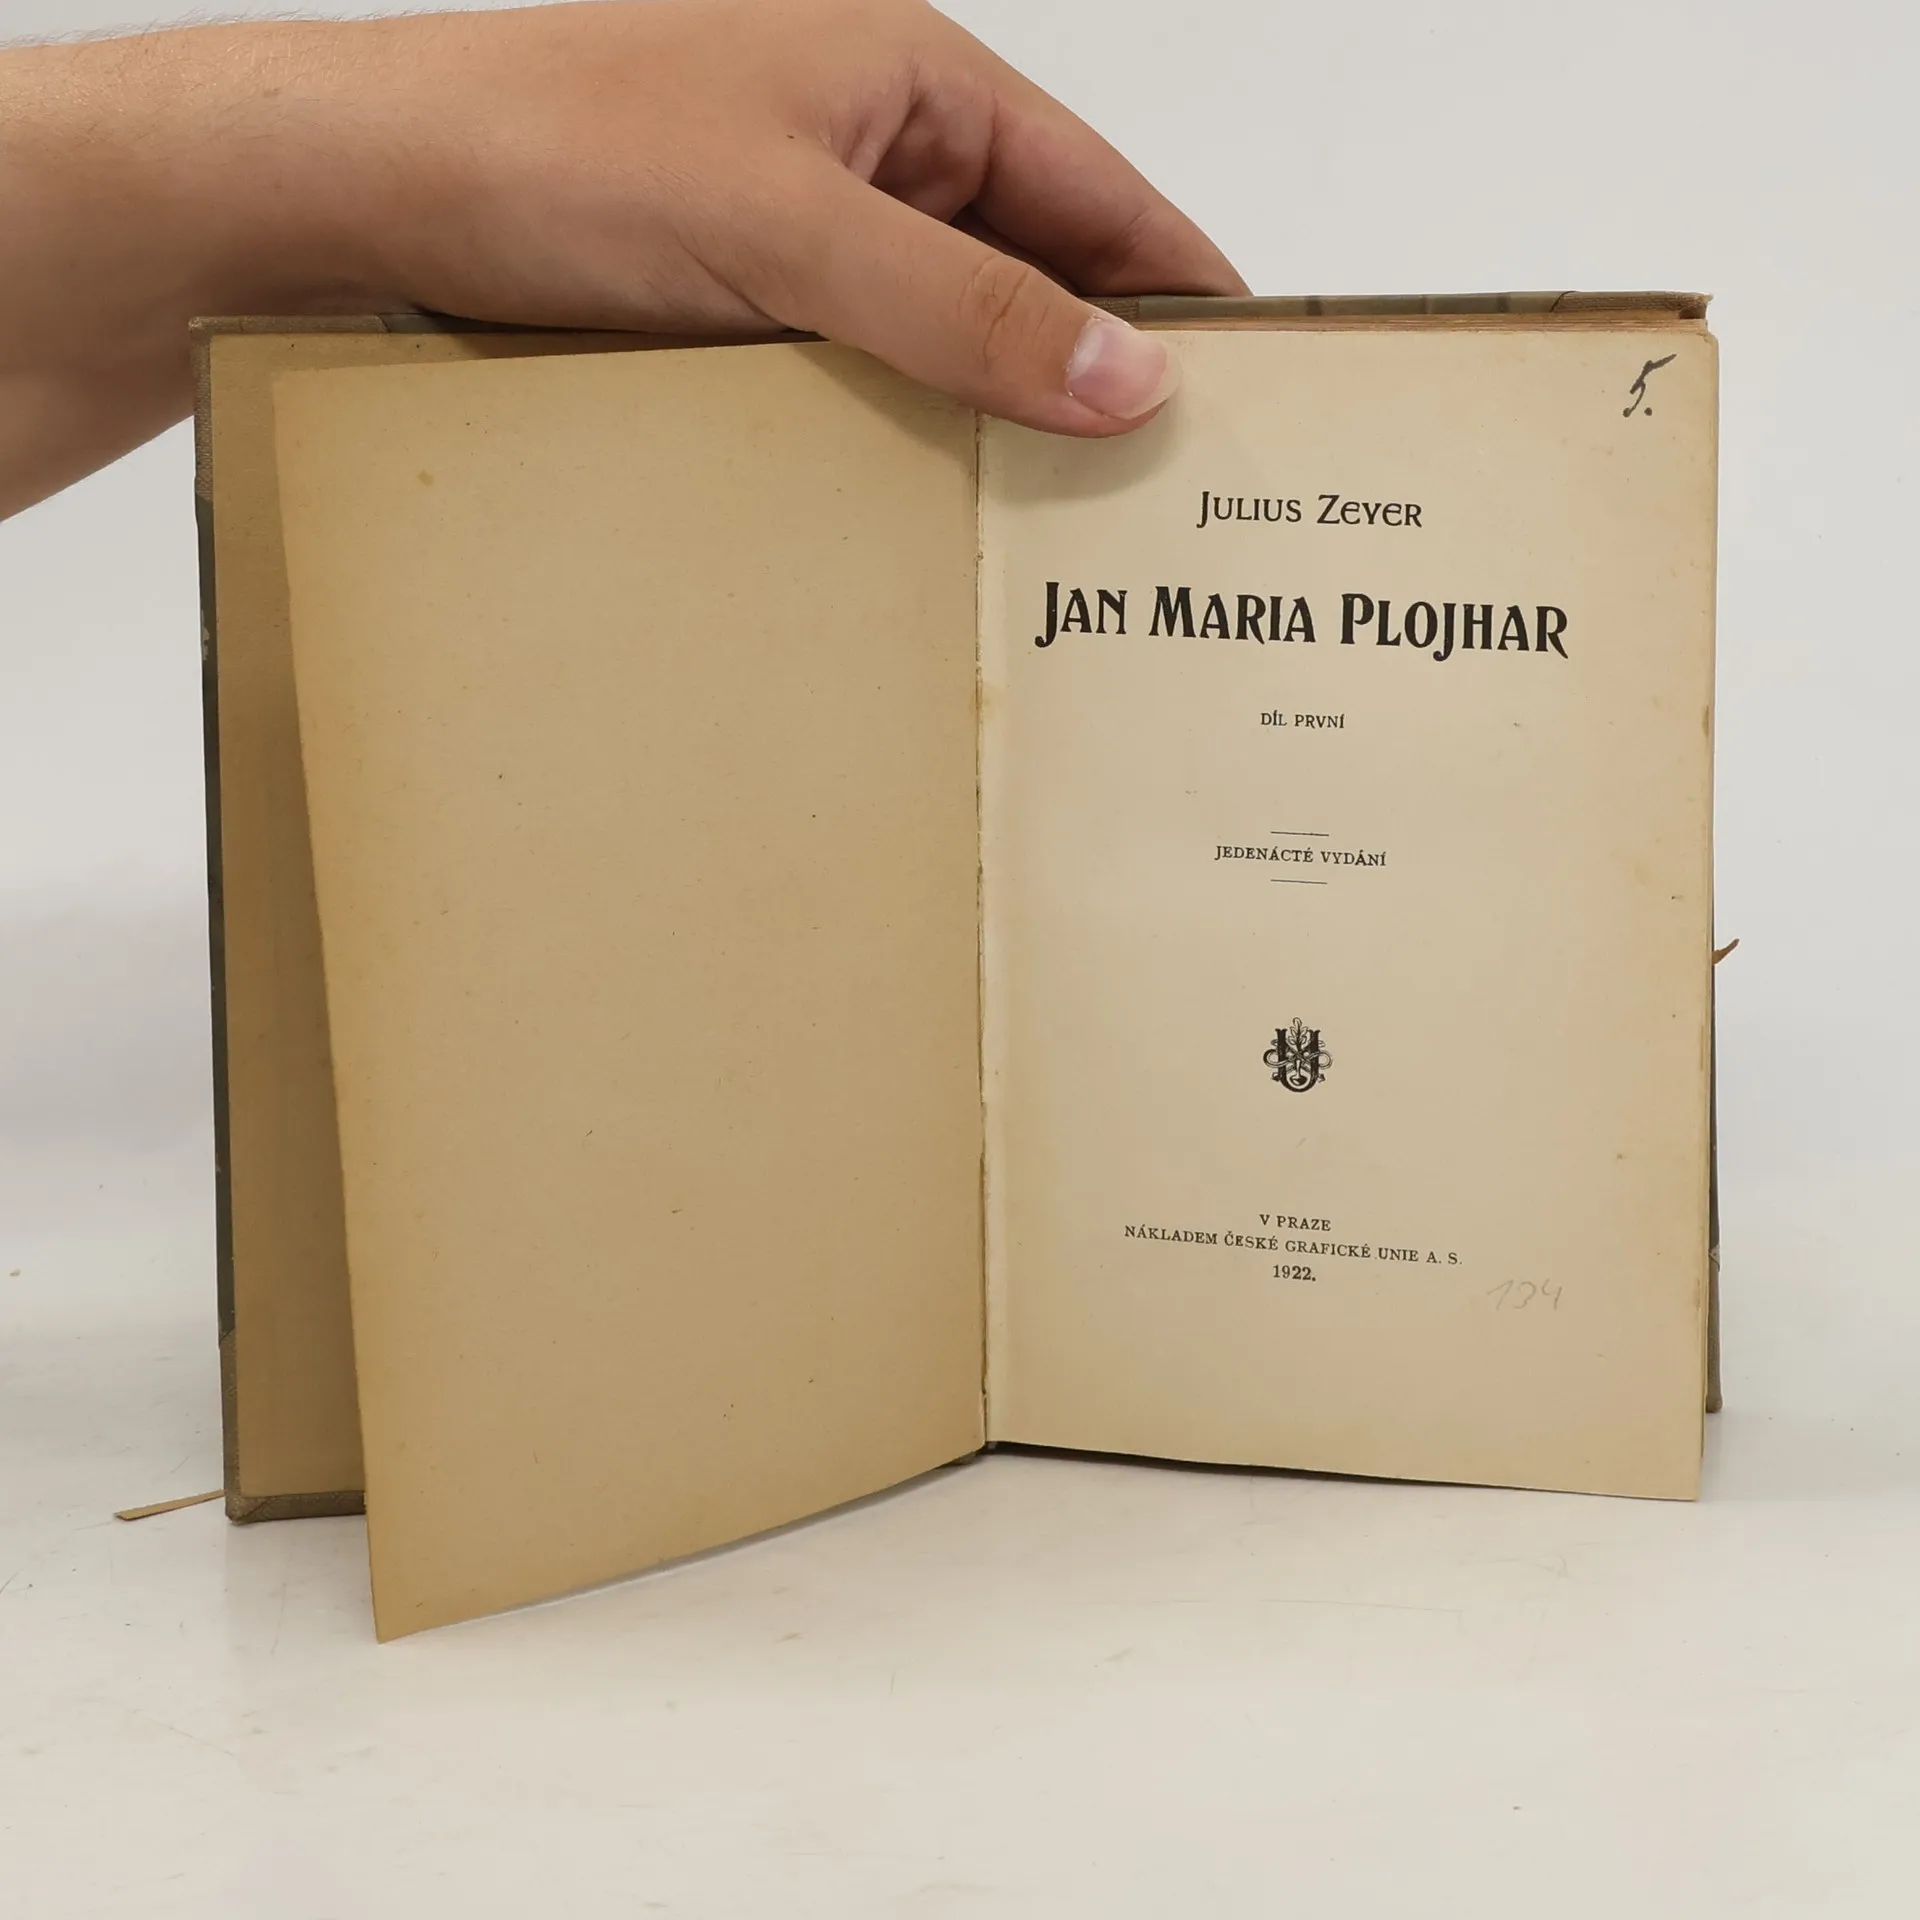 5.
JULIUS ZEYER
JAN MARIA PLOJHAR
DÍL PRVNÍ
JEDENÁCTÉ VYDÁNÍ
V PRAZE
NÁKLADEM ČESKÉ GRAFICKÉ UNIE A. S.
1922.
134